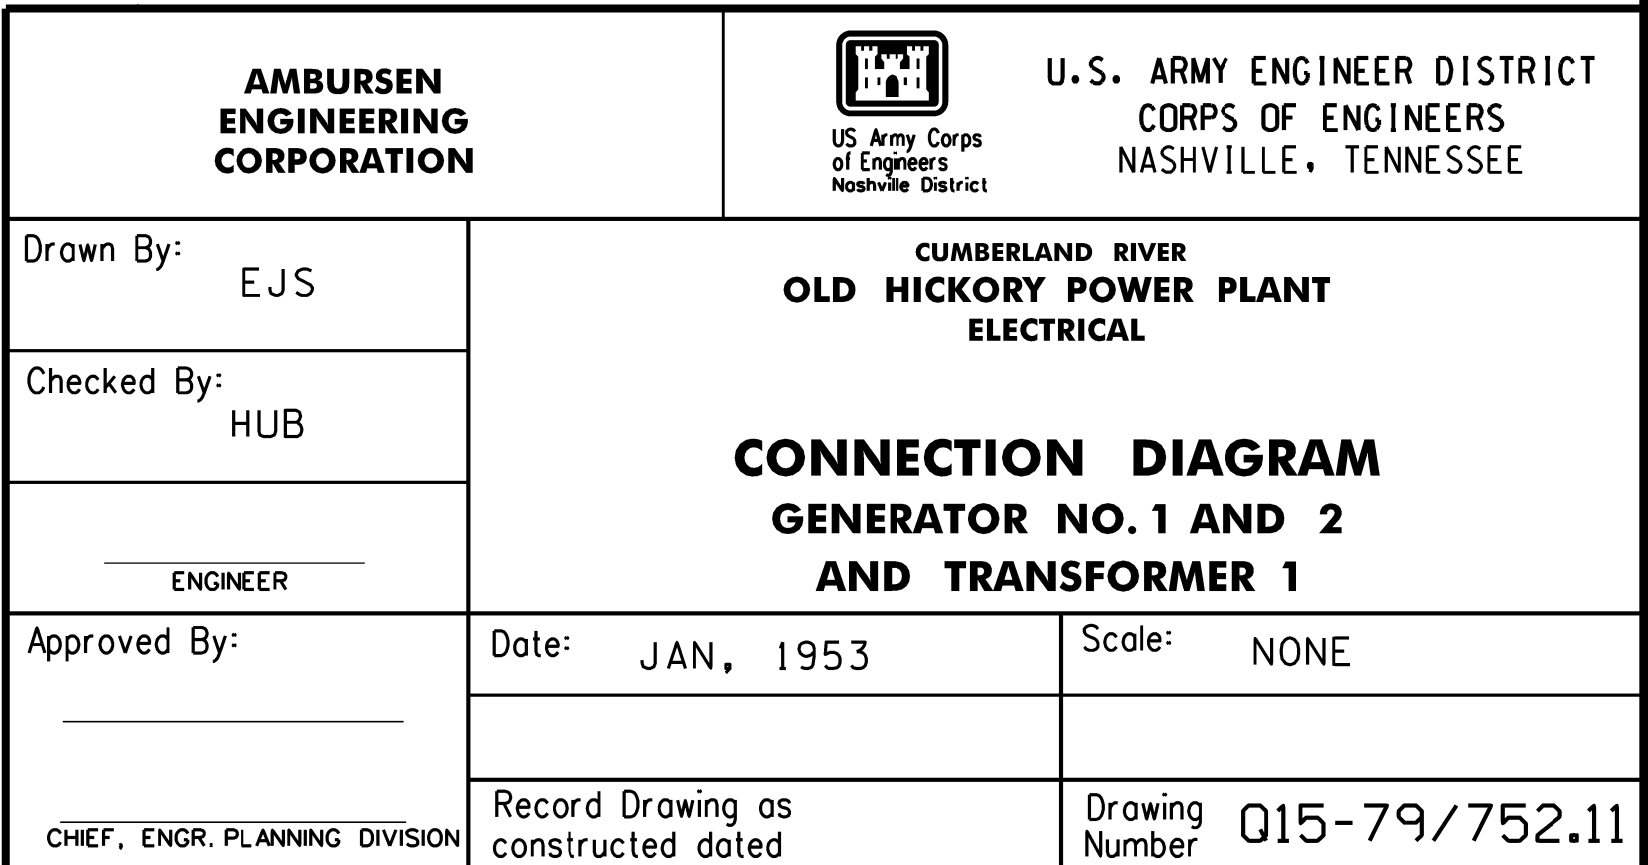 AMBURSEN
ENGINEERING
CORPORATION
US Army Corps
of Engineers
Nashville District
U.S. ARMY ENGINEER DISTRICT
CORPS OF ENGINEERS
NASHVILLE, TENNESSEE
Drawn By:
EJS
Checked By:
HUB
ENGINEER
Approved By:
CHIEF, ENGR. PLANNING DIVISION
CUMBERLAND RIVER
OLD HICKORY POWER PLANT
ELECTRICAL
CONNECTION DIAGRAM
GENERATOR NO. 1 AND 2
AND TRANSFORMER 1
Date: JAN, 1953
Scale: NONE
Record Drawing as
constructed dated
Drawing
Number
Q15-79/752.11